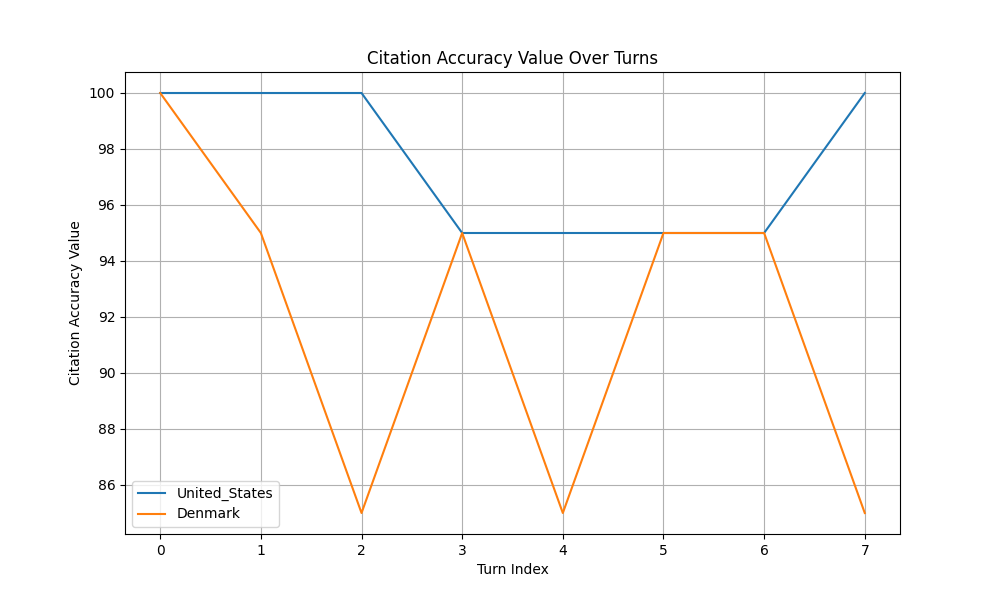 Citation Accuracy Value Over Turns
Citation Accuracy Value
100
98
96
94
92
90
88
86
United_States
Denmark
0 1 2 3 4 5 6 7
Turn Index